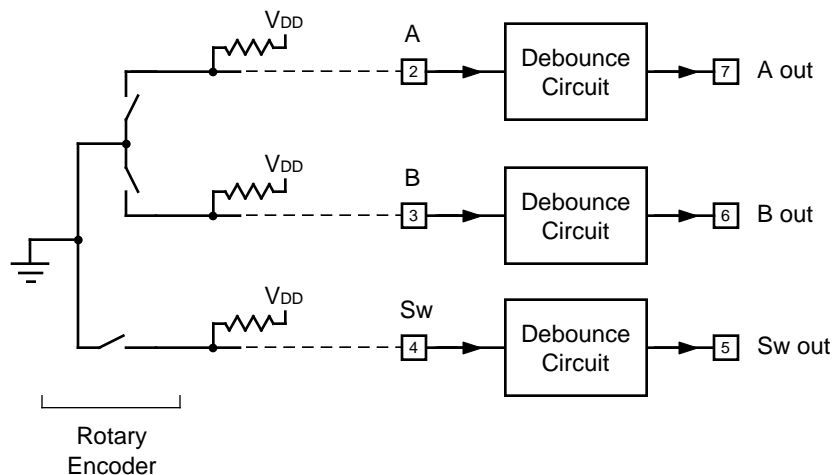 VDD
A
2
Debounce
Circuit
7
A out
VDD
B
3
Debounce
Circuit
6
B out
VDD
Sw
4
Debounce
Circuit
5
Sw out
Rotary
Encoder